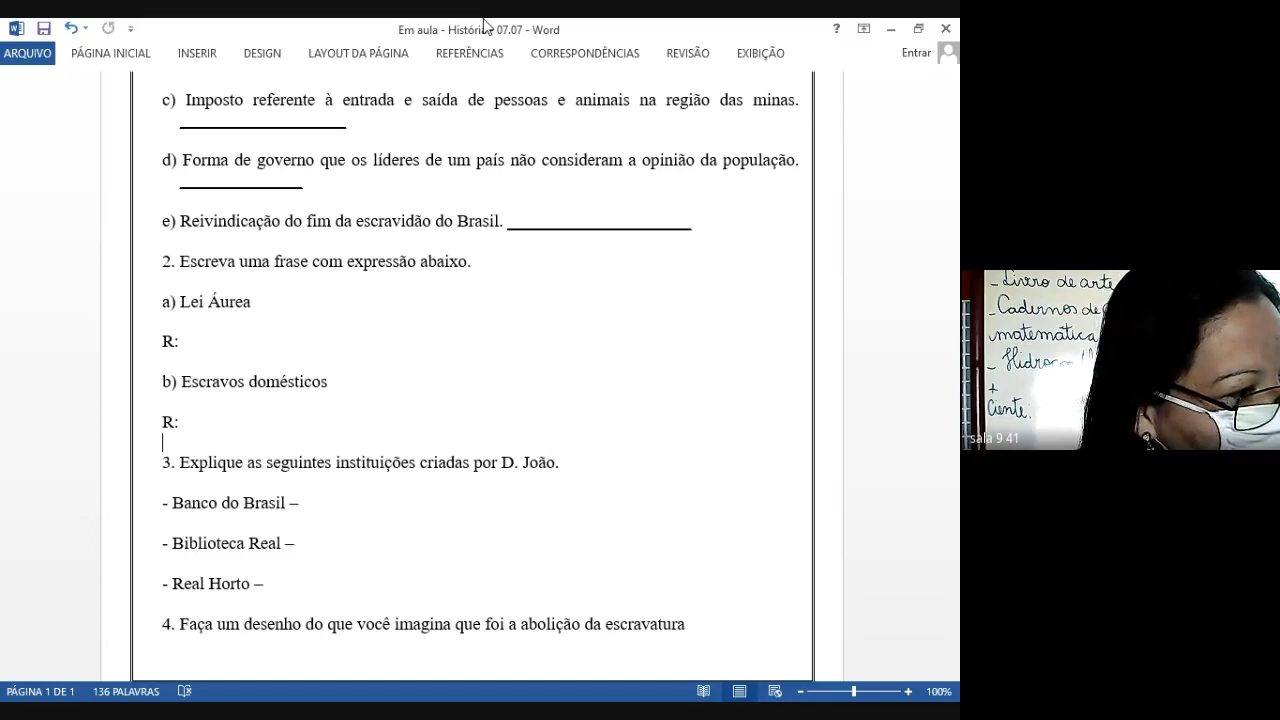 Em aula - História 07.07 - Word
ARQUIVO PÁGINA INICIAL INSERIR DESIGN LAYOUT DA PÁGINA REFERÊNCIAS CORRESPONDÊNCIAS REVISÃO EXIBIÇÃO Entrar
c) Imposto referente à entrada e saída de pessoas e animais na região das minas.
d) Forma de governo que os líderes de um país não consideram a opinião da população.
e) Reivindicação do fim da escravidão do Brasil.
2. Escreva uma frase com expressão abaixo.
a) Lei Áurea
R:
b) Escravos domésticos
R:
3. Explique as seguintes instituições criadas por D. João.
- Banco do Brasil –
- Biblioteca Real –
- Real Horto –
4. Faça um desenho do que você imagina que foi a abolição da escravatura
PÁGINA 1 DE 1 136 PALAVRAS 100%
- Livro de arte
- Cadernos de
matemática
-
+
Ciente:
sala 9 41